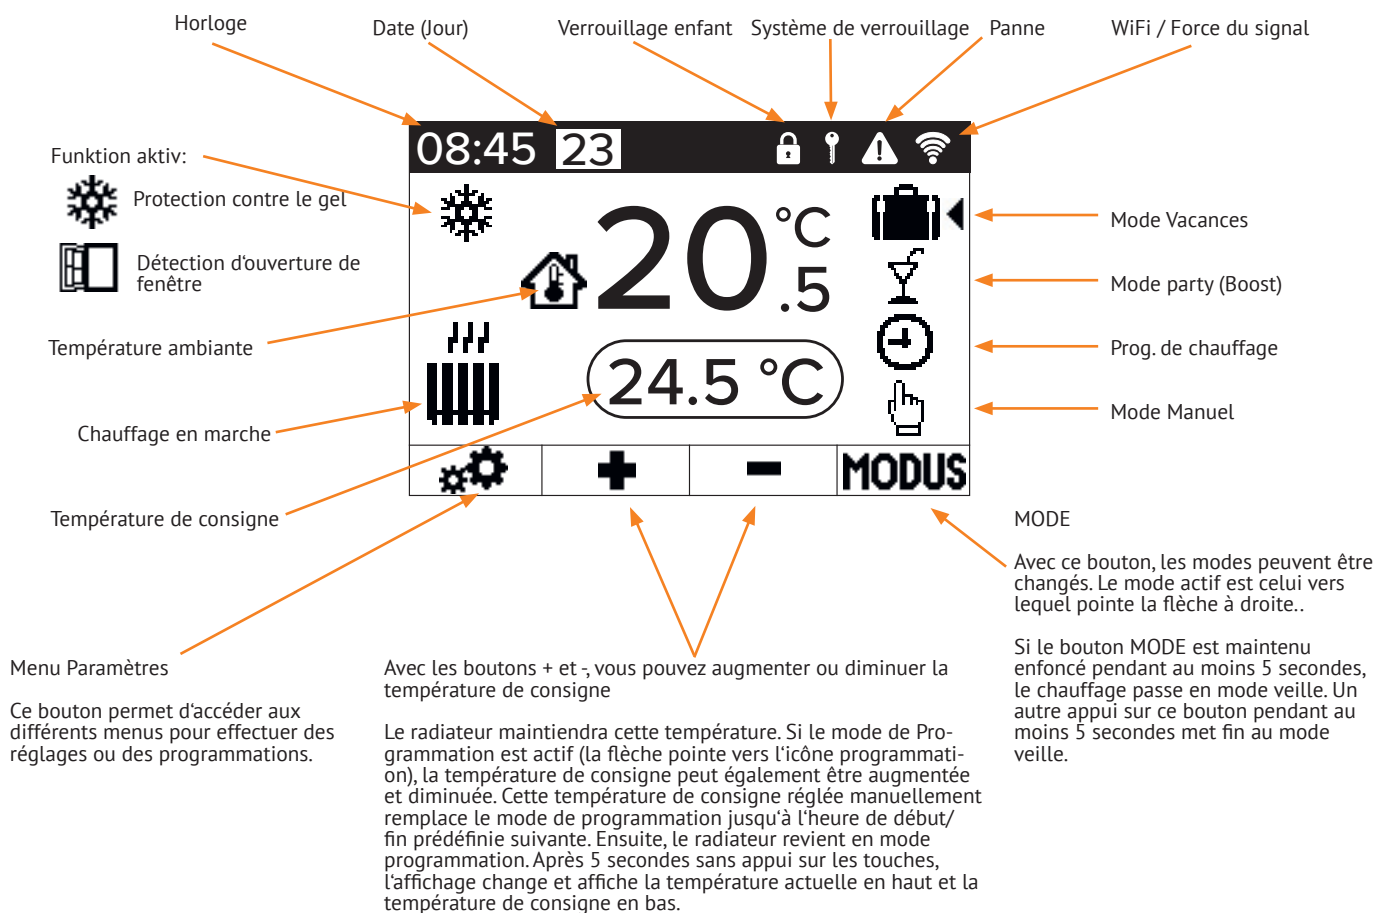 Horloge
Date (Jour)
Verrouillage enfant
Système de verrouillage
Panne
WiFi / Force du signal
08:45 23
Funktion aktiv:
Protection contre le gel
Détection d‘ouverture de
fenêtre
Température ambiante
Chauffage en marche
Température de consigne
20.5 °C
24.5 °C
Mode Vacances
Mode party (Boost)
Prog. de chauffage
Mode Manuel
+ - MODUS
Menu Paramètres
Ce bouton permet d‘accéder aux
différents menus pour effectuer des
réglages ou des programmations.
Avec les boutons + et -, vous pouvez augmenter ou diminuer la
température de consigne
Le radiateur maintiendra cette température. Si le mode de Pro-
grammation est actif (la flèche pointe vers l‘icône programmati-
on), la température de consigne peut également être augmentée
et diminuée. Cette température de consigne réglée manuellement
remplace le mode de programmation jusqu‘à l‘heure de début/
fin prédéfinie suivante. Ensuite, le radiateur revient en mode
programmation. Après 5 secondes sans appui sur les touches,
l‘affichage change et affiche la température actuelle en haut et la
température de consigne en bas.
MODE
Avec ce bouton, les modes peuvent être
changés. Le mode actif est celui vers
lequel pointe la flèche à droite..
Si le bouton MODE est maintenu
enfoncé pendant au moins 5 secondes,
le chauffage passe en mode veille. Un
autre appui sur ce bouton pendant au
moins 5 secondes met fin au mode
veille.